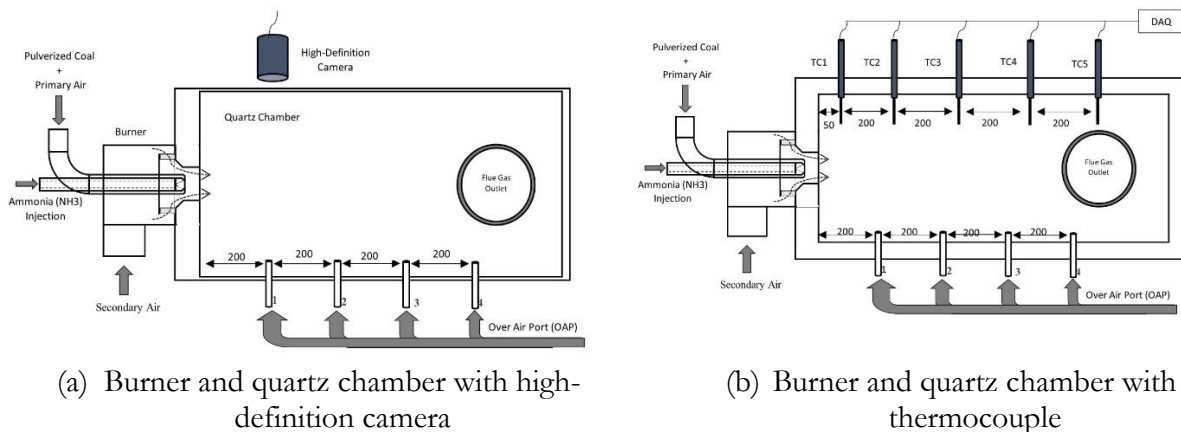 Pulverized Coal
+
Primary Air
Burner
Ammonia (NH3)
Injection
Secondary Air
High-Definition
Camera
Quartz Chamber
Flue Gas
Outlet
200
200
200
200
1
2
3
4
Over Air Port (OAP)
(a) Burner and quartz chamber with high-
definition camera
DAQ
Pulverized Coal
+
Primary Air
TC1
TC2
TC3
TC4
TC5
Burner
50
200
200
200
200
Flue Gas
Outlet
Ammonia (NH3)
Injection
Secondary Air
200
200
200
200
1
2
3
4
Over Air Port (OAP)
(b) Burner and quartz chamber with
thermocouple